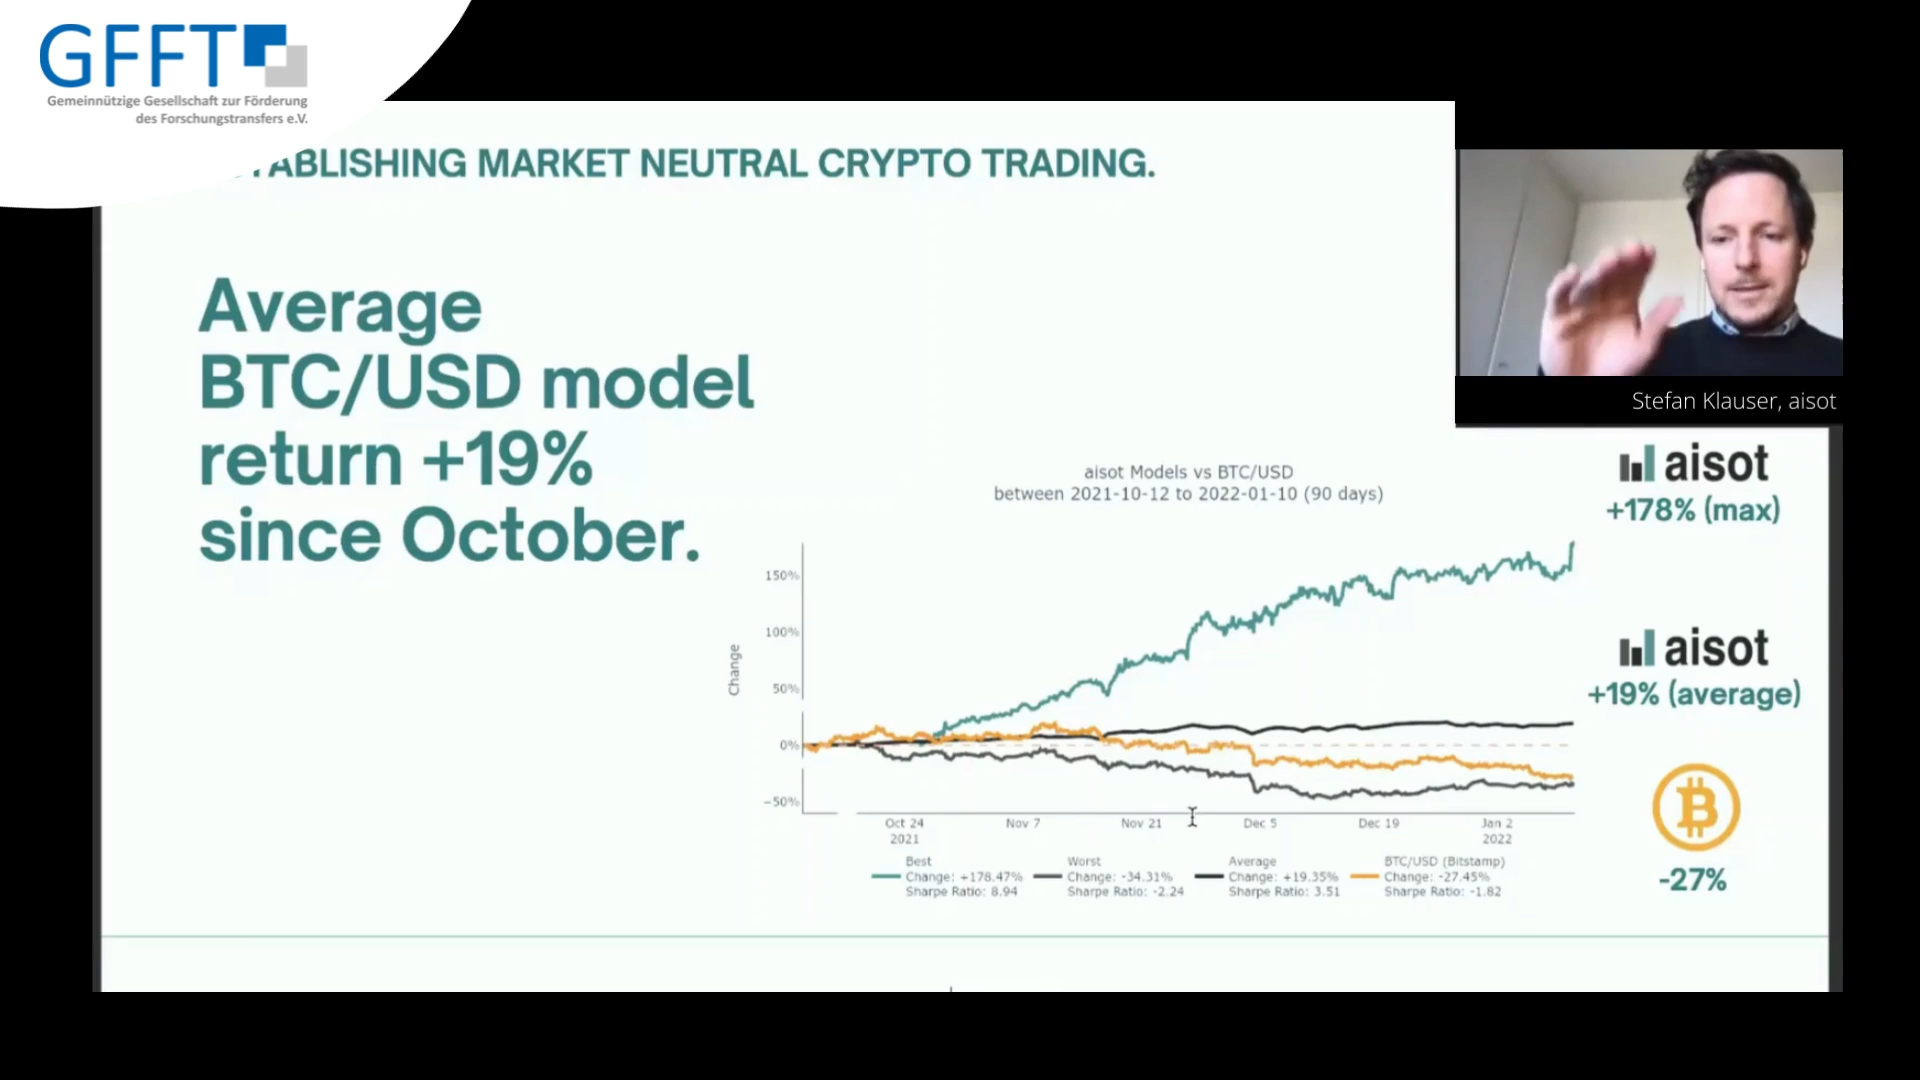 GFFT
Gemeinnützige Gesellschaft zur Förderung
des Forschungstransfers e.V.
TABLISHING MARKET NEUTRAL CRYPTO TRADING.
Average
BTC/USD model
return +19%
since October.
Stefan Klauser, aisot
aisot
+178% (max)
aisot
+19% (average)
-27%
aisot Models vs BTC/USD
between 2021-10-12 to 2022-01-10 (90 days)
Change
150%
100%
50%
0%
−50%
Oct 24
2021
Nov 7
Nov 21
Dec 5
Dec 19
Jan 2
2022
Best
Change: +178.47%
Sharpe Ratio: 8.94
Worst
Change: -34.31%
Sharpe Ratio: -2.24
Average
Change: +19.35%
Sharpe Ratio: 3.51
BTC/USD (Bitstamp)
Change: -27.45%
Sharpe Ratio: -1.82